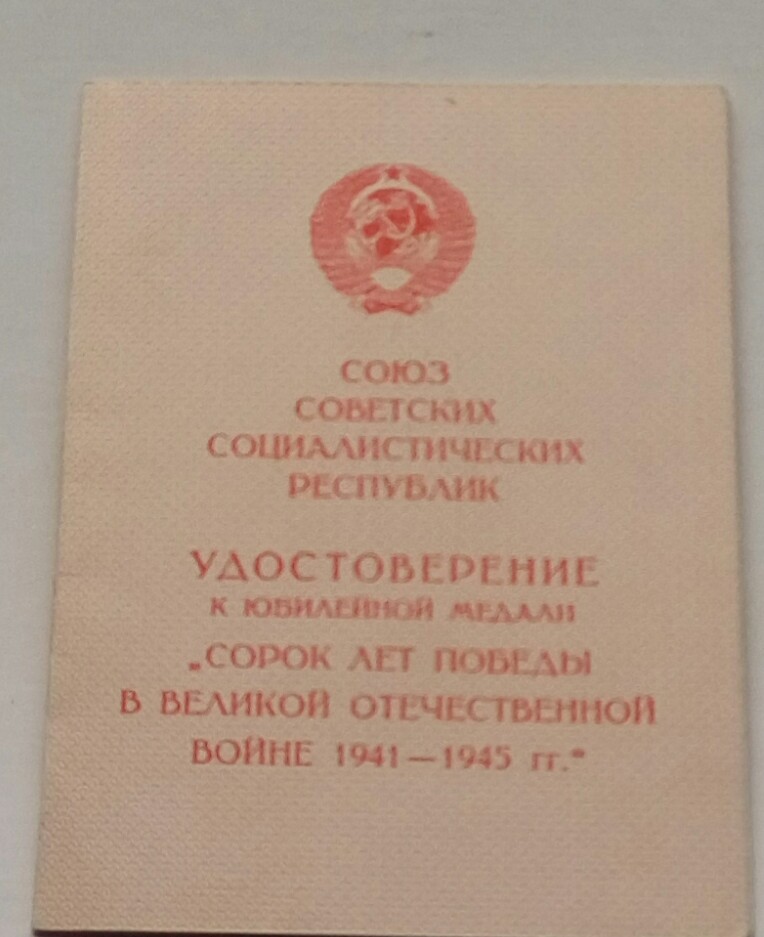 СОЮЗ
СОВЕТСКИХ
СОЦИАЛИСТИЧЕСКИХ
РЕСПУБЛИК
УДОСТОВЕРЕНИЕ
К ЮБИЛЕЙНОЙ МЕДАЛИ
„СОРОК ЛЕТ ПОБЕДЫ
В ВЕЛИКОЙ ОТЕЧЕСТВЕННОЙ
ВОЙНЕ 1941—1945 гг.“